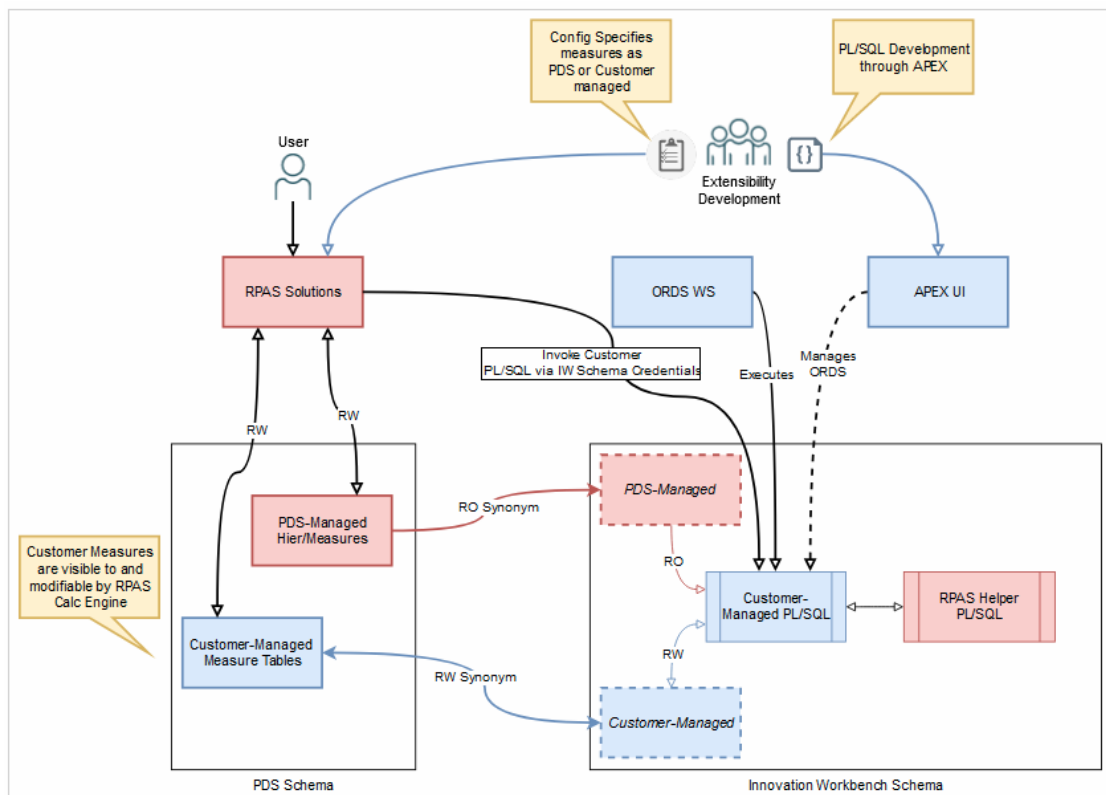 Config Specifies
measures as
PDS or Customer
managed
PL/SQL Development
through APEX
User
{}
Extensibility
Development
RPAS Solutions
ORDS WS
APEX UI
Invoke Customer
PL/SQL via IW Schema Credentials
Executes
Manages
ORDS
RW
RW
PDS-Managed
Hier/Measures
RO Synonym
PDS-Managed
RO
Customer Measures
are visible to and
modifiable by RPAS
Calc Engine
Customer-Managed
Measure Tables
Customer-
Managed PL/SQL
RPAS Helper
PL/SQL
RW
RW Synonym
Customer-Managed
PDS Schema
Innovation Workbench Schema